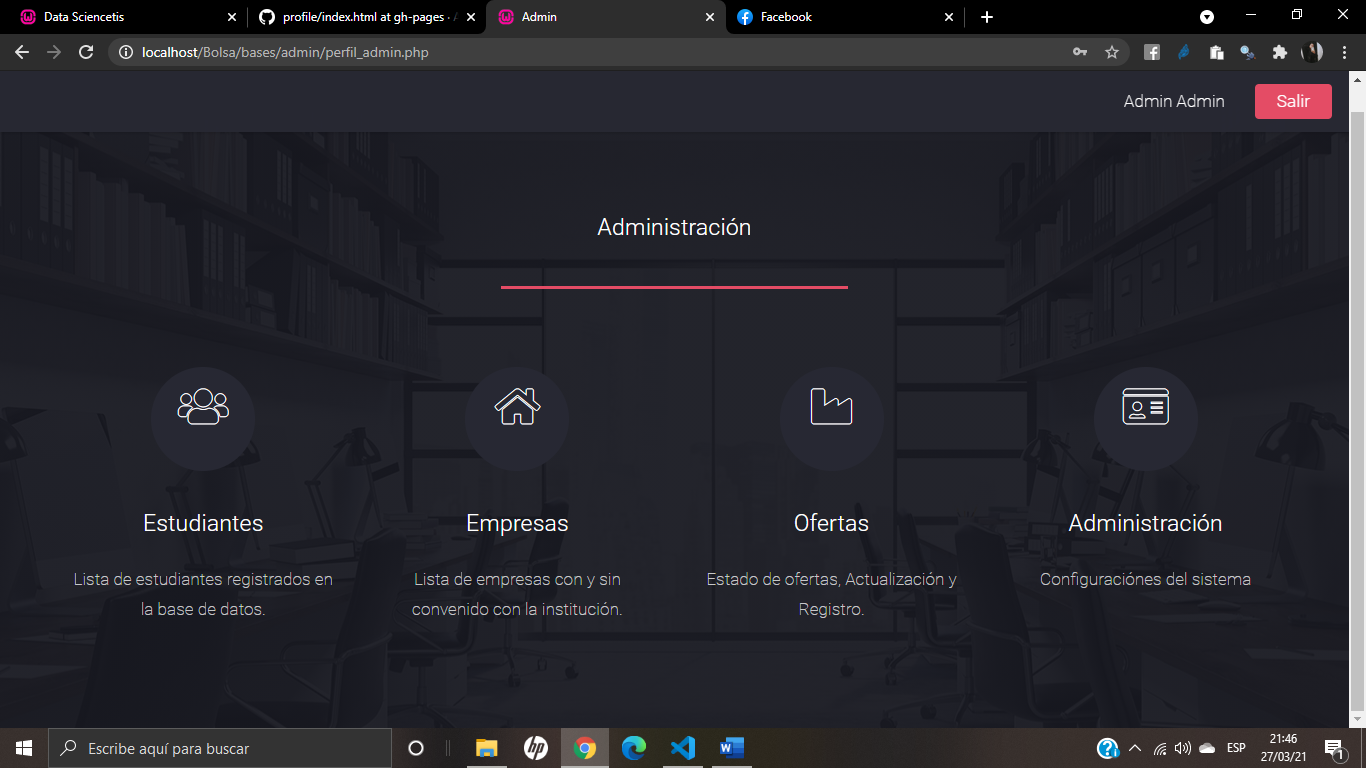 Data Sciencetis
profile/index.html at gh-pages ·
Admin
Facebook
localhost/Bolsa/bases/admin/perfil_admin.php
Admin Admin
Salir
Administración
Estudiantes
Lista de estudiantes registrados en
la base de datos.
Empresas
Lista de empresas con y sin
convenido con la institución.
Ofertas
Estado de ofertas, Actualización y
Registro.
Administración
Configuraciónes del sistema
Escribe aquí para buscar
hp
ESP
21:46
27/03/21
1